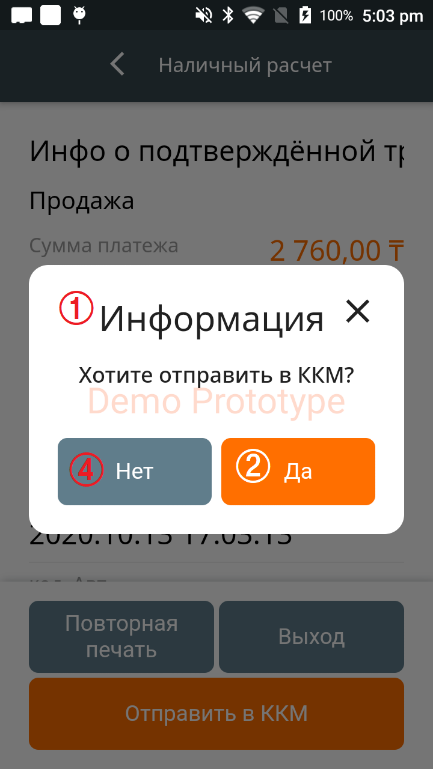 100% 5:03 pm
Наличный расчет
Инфо о подтверждённой тр
Продажа
Сумма платежа 2 760,00 ₸
① Информация
Хотите отправить в ККМ?
Demo Prototype
④ Нет ② Да
2020.10.13 17:03:13
Повторная печать
Выход
Отправить в ККМ